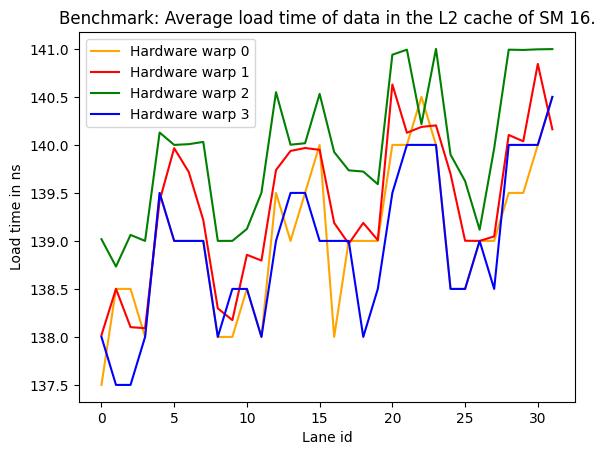 Benchmark: Average load time of data in the L2 cache of SM 16.
Hardware warp 0
Hardware warp 1
Hardware warp 2
Hardware warp 3
141.0
140.5
140.0
139.5
139.0
138.5
138.0
137.5
Load time in ns
0 5 10 15 20 25 30
Lane id